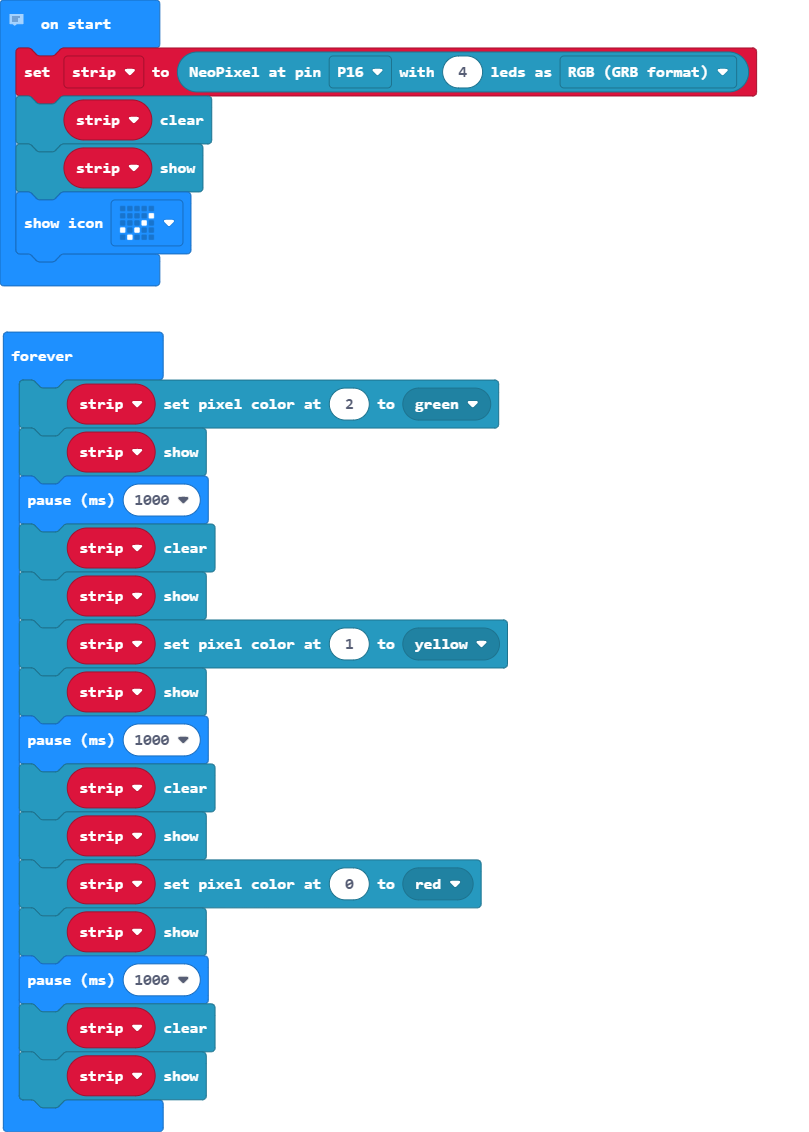 on start
set strip to NeoPixel at pin P16 with 4 leds as RGB (GRB format)
strip clear
strip show
show icon
forever
strip set pixel color at 2 to green
strip show
pause (ms) 1000
strip clear
strip show
strip set pixel color at 1 to yellow
strip show
pause (ms) 1000
strip clear
strip show
strip set pixel color at 0 to red
strip show
pause (ms) 1000
strip clear
strip show